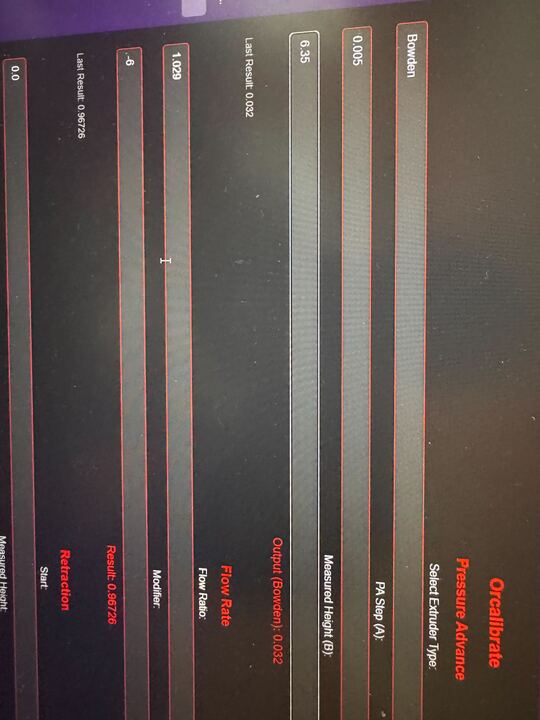 Orcalibrate
Pressure Advance
Select Extruder Type:
Bowden
PA Step (A):
0.005
Measured Height (B):
6.35
Output (Bowden): 0.032
Last Result: 0.032
Flow Rate
Flow Ratio:
1.029
Modifier:
-6
Result: 0.96726
Last Result: 0.96726
Retraction
Start:
0.0
Measured Height: